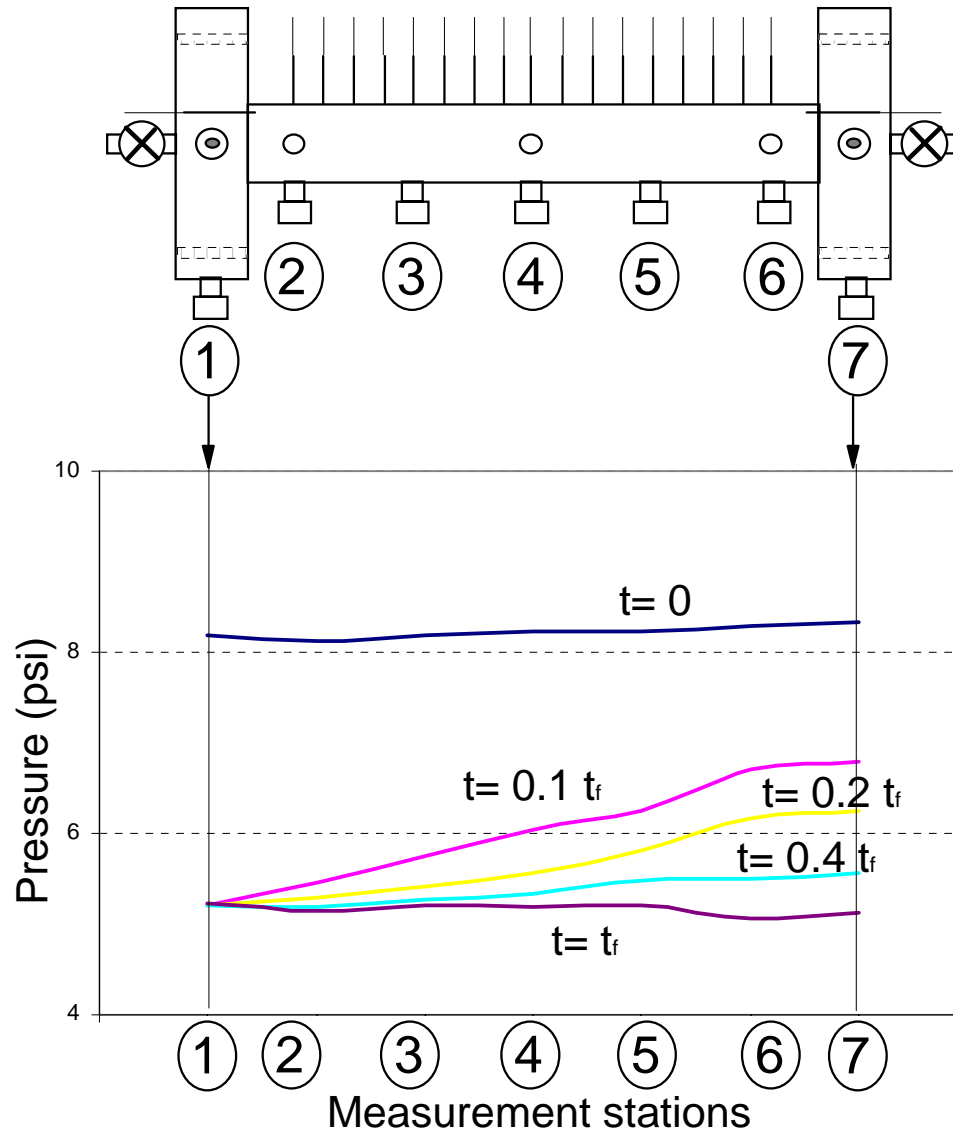 2 3 4 5 6
1 7
10
t= 0
8
t= 0.1 tf
t= 0.2 tf
6
t= 0.4 tf
t= tf
4
Pressure (psi)
1 2 3 4 5 6 7
Measurement stations